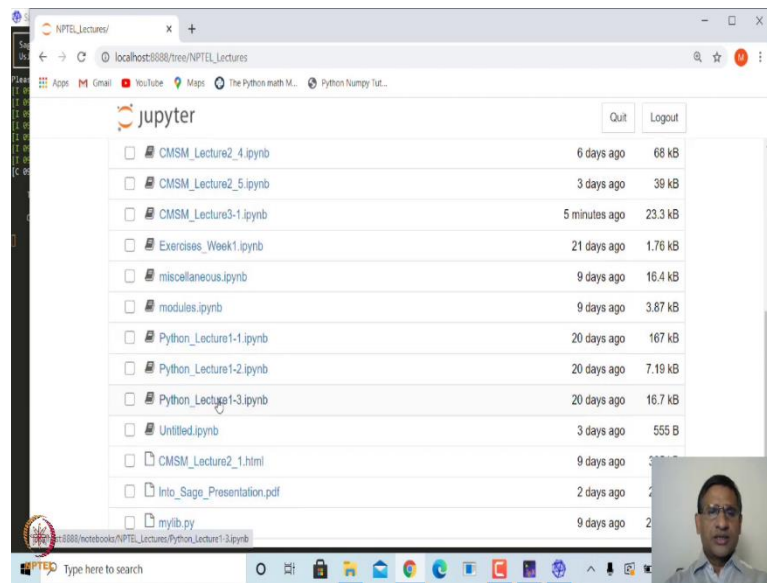 NPTEL_Lectures/
localhost:8888/tree/NPTEL_Lectures
M
Apps Gmail YouTube Maps The Python math M... Python Numpy Tut...
jupyter Quit Logout
CMSM_Lecture2_4.ipynb 6 days ago 68 kB
CMSM_Lecture2_5.ipynb 3 days ago 39 kB
CMSM_Lecture3-1.ipynb 5 minutes ago 23.3 kB
Exercises_Week1.ipynb 21 days ago 1.76 kB
miscellaneous.ipynb 9 days ago 16.4 kB
modules.ipynb 9 days ago 3.87 kB
Python_Lecture1-1.ipynb 20 days ago 167 kB
Python_Lecture1-2.ipynb 20 days ago 7.19 kB
Python_Lecture1-3.ipynb 20 days ago 16.7 kB
Untitled.ipynb 3 days ago 555 B
CMSM_Lecture2_1.html 9 days ago
Into_Sage_Presentation.pdf 2 days ago
mylib.py 9 days ago
st:8888/notebooks/NPTEL_Lectures/Python_Lecture1-3.ipynb
NPTEL Type here to search